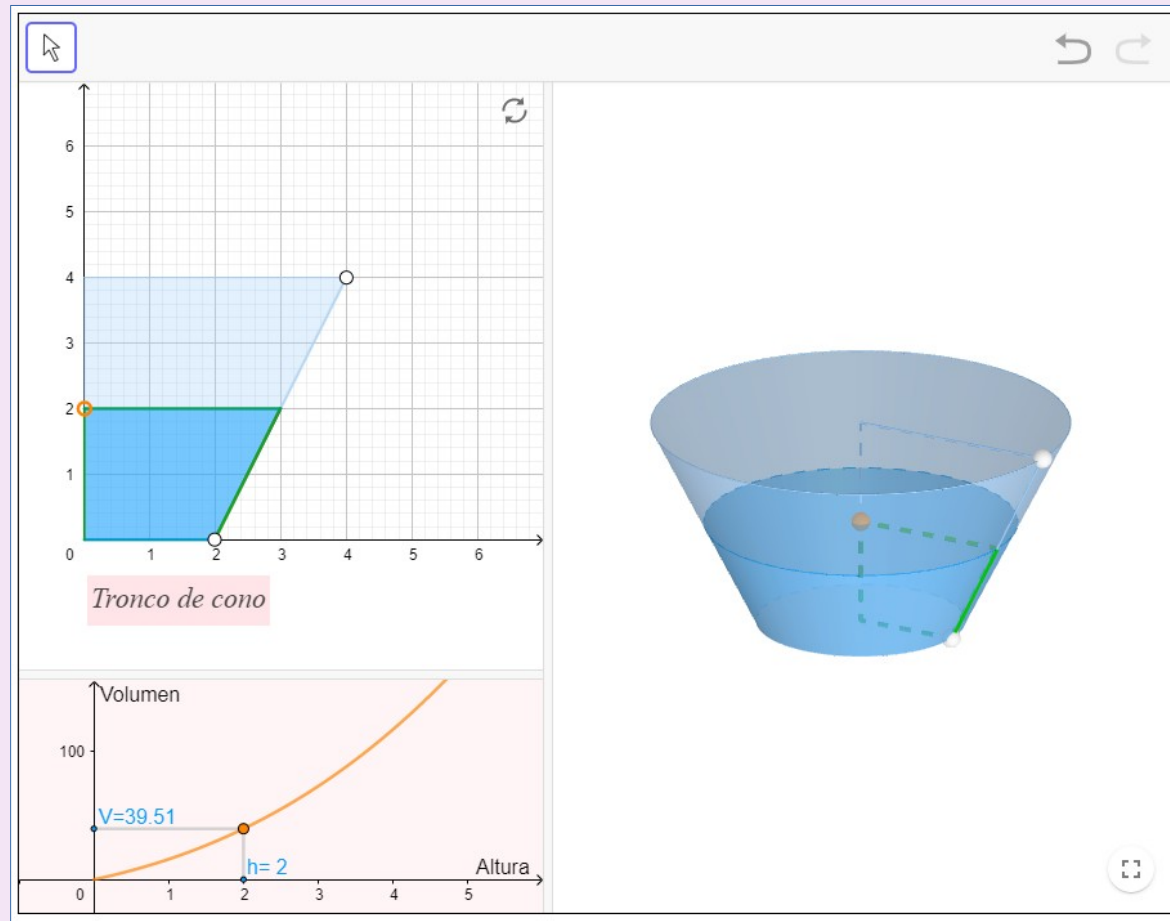 6
5
4
3
2
1
0 1 2 3 4 5 6
Tronco de cono
Volumen
100
V=39.51
h= 2
Altura
0 1 2 3 4 5